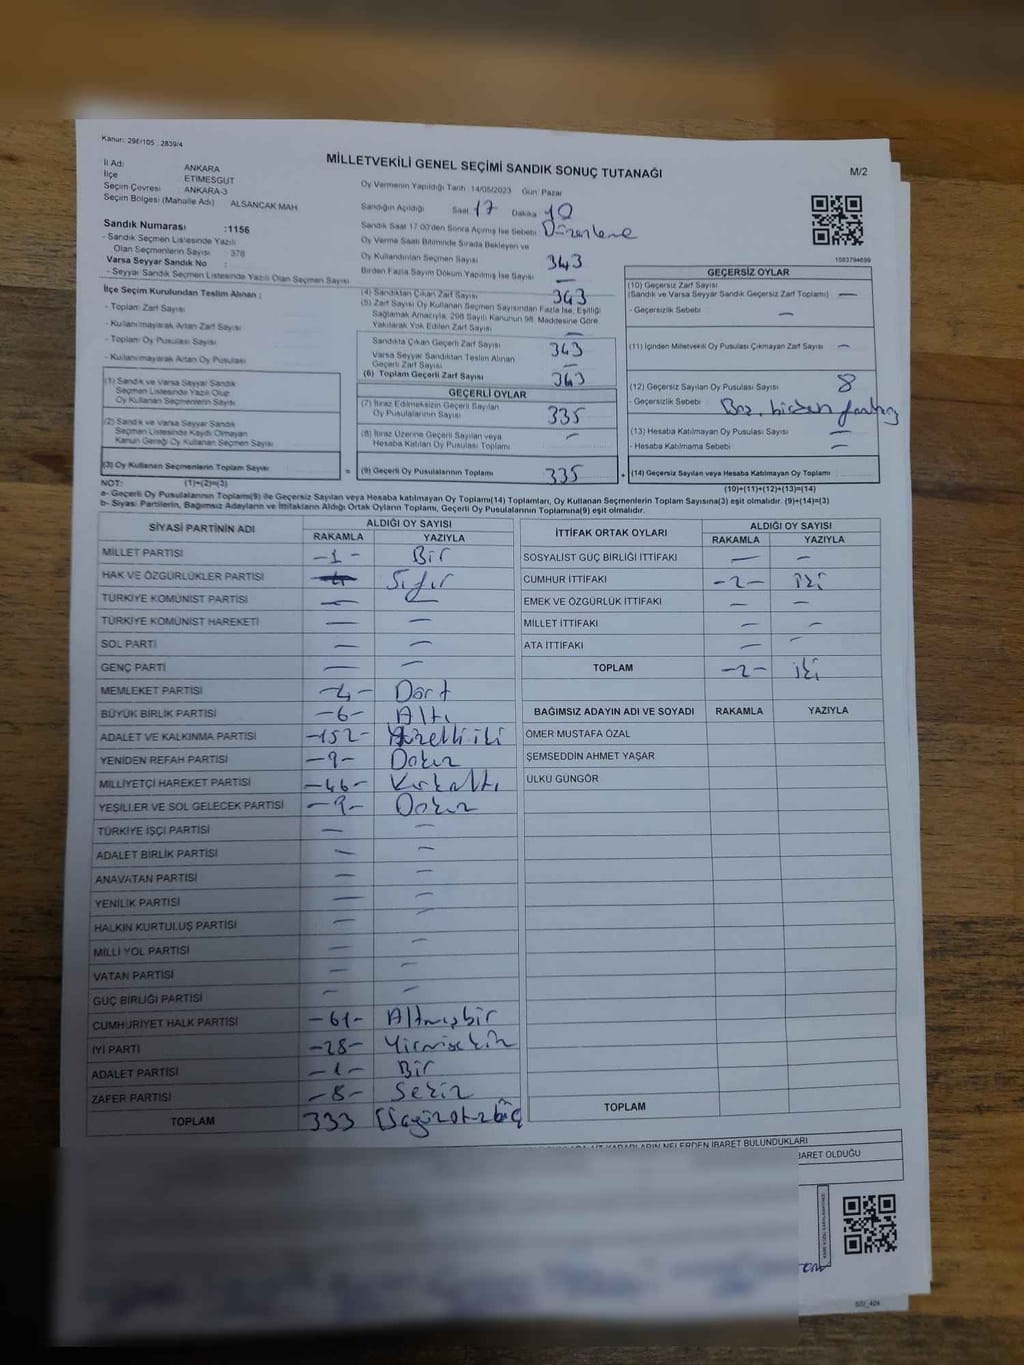 Kanun: 298/105 2839/4
MİLLETVEKİLİ GENEL SEÇİMİ SANDIK SONUÇ TUTANAĞI
M/2
İl Adı: ANKARA
İlçe ETİMESGUT
Seçim Çevresi ANKARA-3
Seçim Bölgesi (Mahalle Adı) ALSANCAK MAH
Sandık Numarası :1156
- Sandık Seçmen Listesinde Yazılı
Olan Seçmenlerin Sayısı : 378
Varsa Seyyar Sandık No :
- Seyyar Sandık Seçmen Listesinde Yazılı Olan Seçmen Sayısı
İlçe Seçim Kurulundan Teslim Alınan ;
- Toplam Zarf Sayısı :
- Kullanılmayarak Artan Zarf Sayısı :
- Toplam Oy Pusulası Sayısı :
- Kullanılmayarak Artan Oy Pusulası
(1) Sandık ve Varsa Seyyar Sandık
Seçmen Listesinde Yazılı Olup
Oy Kullanan Seçmenlerin Sayısı
(2) Sandık ve Varsa Seyyar Sandık
Seçmen Listesinde Kaydı Olmayan
Kanun Gereği Oy Kullanan Seçmen Sayısı
(3) Oy Kullanan Seçmenlerin Toplam Sayısı
(1)+(2)=(3)
Oy Vermenin Yapıldığı Tarih 14/05/2023 Gün: Pazar
Sandığın Açıldığı Saat 17 Dakika 40
Sandık Saat 17.00'den Sonra Açılmış İse Sebebi Düzenleme
Oy Verme Saati Bitiminde Sırada Bekleyen ve
Oy Kullandırılan Seçmen Sayısı 343
Birden Fazla Sayım Döküm Yapılmış İse Sayısı —
(4) Sandıktan Çıkan Zarf Sayısı 343
(5) Zarf Sayısı Oy Kullanan Seçmen Sayısından Fazla İse, Eşitliği
Sağlamak Amacıyla, 298 Sayılı Kanunun 98. Maddesine Göre
Yakılarak Yok Edilen Zarf Sayısı —
Sandıkta Çıkan Geçerli Zarf Sayısı 343
Varsa Seyyar Sandıktan Teslim Alınan
Geçerli Zarf Sayısı —
(6) Toplam Geçerli Zarf Sayısı 343
GEÇERLİ OYLAR
(7) İtiraz Edilmeksizin Geçerli Sayılan
Oy Pusulalarının Sayısı 335
(8) İtiraz Üzerine Geçerli Sayılan veya
Hesaba Katılan Oy Pusulaları Toplamı —
= (9) Geçerli Oy Pusulalarının Toplamı 335
1083794699
GEÇERSİZ OYLAR
(10) Geçersiz Zarf Sayısı
(Sandık ve Varsa Seyyar Sandık Geçersiz Zarf Toplamı) —
- Geçersizlik Sebebi —
(11) İçinden Milletvekili Oy Pusulası Çıkmayan Zarf Sayısı —
(12) Geçersiz Sayılan Oy Pusulası Sayısı 8
- Geçersizlik Sebebi Boş, birden fazla
(13) Hesaba Katılmayan Oy Pusulası Sayısı —
- Hesaba Katılmama Sebebi —
+ (14) Geçersiz Sayılan veya Hesaba Katılmayan Oy Toplamı
(10)+(11)+(12)+(13)=(14)
NOT:
a- Geçerli Oy Pusulalarının Toplamı(9) ile Geçersiz Sayılan veya Hesaba katılmayan Oy Toplamı(14) Toplamları, Oy Kullanan Seçmenlerin Toplam Sayısına(3) eşit olmalıdır. (9)+(14)=(3)
b- Siyasi Partilerin, Bağımsız Adayların ve İttifakların Aldığı Ortak Oyların Toplamı, Geçerli Oy Pusulalarının Toplamına(9) eşit olmalıdır.
SİYASİ PARTİNİN ADI ALDIĞI OY SAYISI
RAKAMLA YAZIYLA
MİLLET PARTİSİ -1- Bir
HAK VE ÖZGÜRLÜKLER PARTİSİ Sıfır
TÜRKİYE KOMÜNİST PARTİSİ — —
TÜRKİYE KOMÜNİST HAREKETİ — —
SOL PARTİ — —
GENÇ PARTİ — —
MEMLEKET PARTİSİ -4- Dört
BÜYÜK BİRLİK PARTİSİ -6- Altı
ADALET VE KALKINMA PARTİSİ -152- Yüzelliiki
YENİDEN REFAH PARTİSİ -9- Dokuz
MİLLİYETÇİ HAREKET PARTİSİ -46- Kırkaltı
YEŞİLLER VE SOL GELECEK PARTİSİ -9- Dokuz
TÜRKİYE İŞÇİ PARTİSİ — —
ADALET BİRLİK PARTİSİ — —
ANAVATAN PARTİSİ — —
YENİLİK PARTİSİ — —
HALKIN KURTULUŞ PARTİSİ — —
MİLLİ YOL PARTİSİ — —
VATAN PARTİSİ — —
GÜÇ BİRLİĞİ PARTİSİ — —
CUMHURİYET HALK PARTİSİ -61- Altmışbir
İYİ PARTİ -28- Yirmisekiz
ADALET PARTİSİ -1- Bir
ZAFER PARTİSİ -8- Sekiz
TOPLAM 333 Üçyüzotuzüç
İTTİFAK ORTAK OYLARI ALDIĞI OY SAYISI
RAKAMLA YAZIYLA
SOSYALİST GÜÇ BİRLİĞİ İTTİFAKI — —
CUMHUR İTTİFAKI -2- iki
EMEK VE ÖZGÜRLÜK İTTİFAKI — —
MİLLET İTTİFAKI — —
ATA İTTİFAKI — —
TOPLAM -2- iki
BAĞIMSIZ ADAYIN ADI VE SOYADI RAKAMLA YAZIYLA
ÖMER MUSTAFA ÖZAL
ŞEMSEDDİN AHMET YAŞAR
ÜLKÜ GÜNGÖR
TOPLAM
KARARLARIN NELERDEN İBARET BULUNDUKLARI
İBARET OLDUĞU